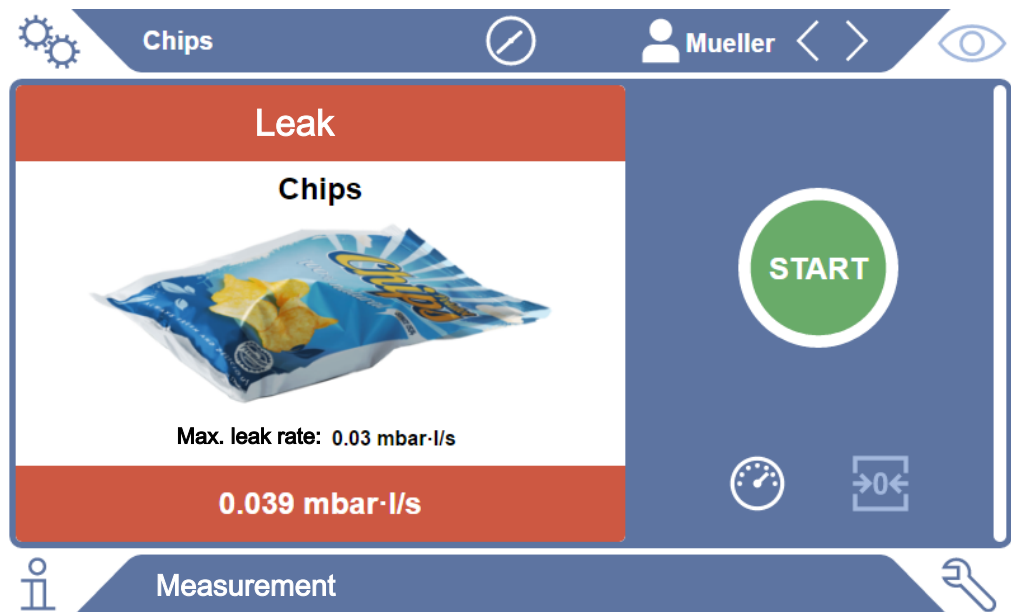 Chips
Mueller
Leak
Chips
Chips
Max. leak rate: 0.03 mbar·l/s
0.039 mbar·l/s
START
→0←
Measurement